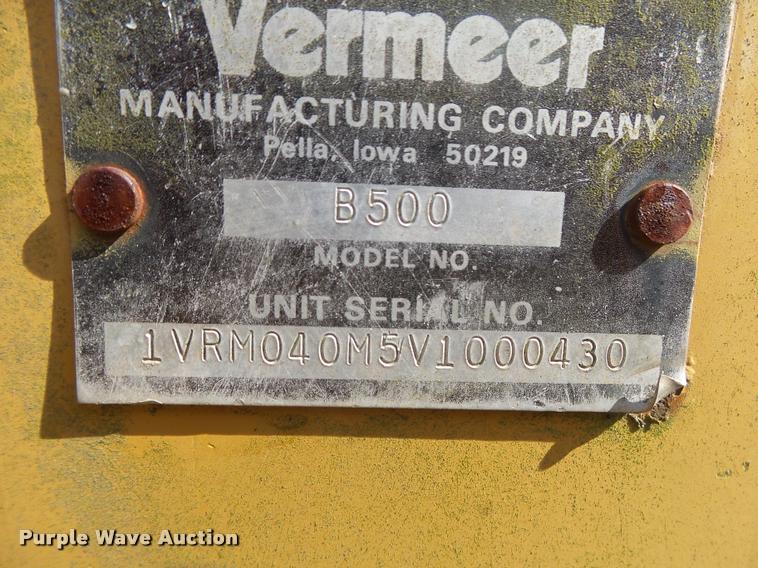 Vermeer
MANUFACTURING COMPANY
Pella, Iowa 50219
B500
MODEL NO.
UNIT SERIAL NO.
1VRM040M5V1000430
Purple Wave Auction